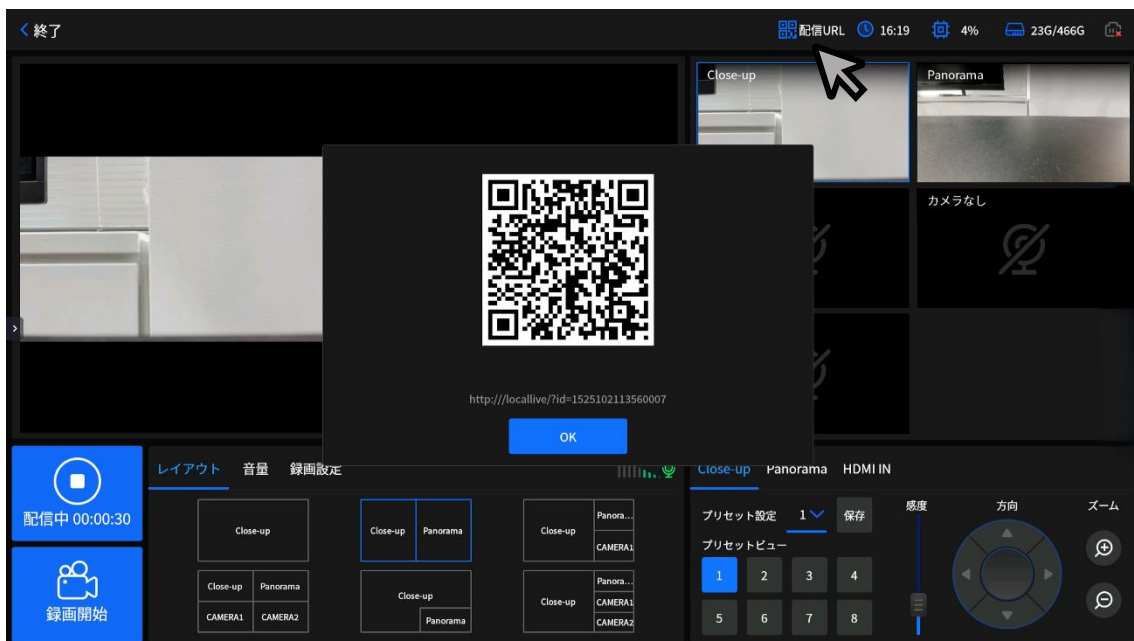 終了
配信URL
16:19
4%
23G/466G
Close-up
Panorama
カメラなし
http:///locallive/?id=1525102113560007
OK
配信中 00:00:30
録画開始
レイアウト 音量 録画設定
Close-up
Close-up Panorama
Close-up Panora... CAMERA1
Close-up Panorama
CAMERA1 CAMERA2
Close-up
Panorama
Close-up Panora... CAMERA1 CAMERA2
Close-up Panorama HDMI IN
プリセット設定 1 保存
プリセットビュー
1 2 3 4
5 6 7 8
感度
方向
ズーム